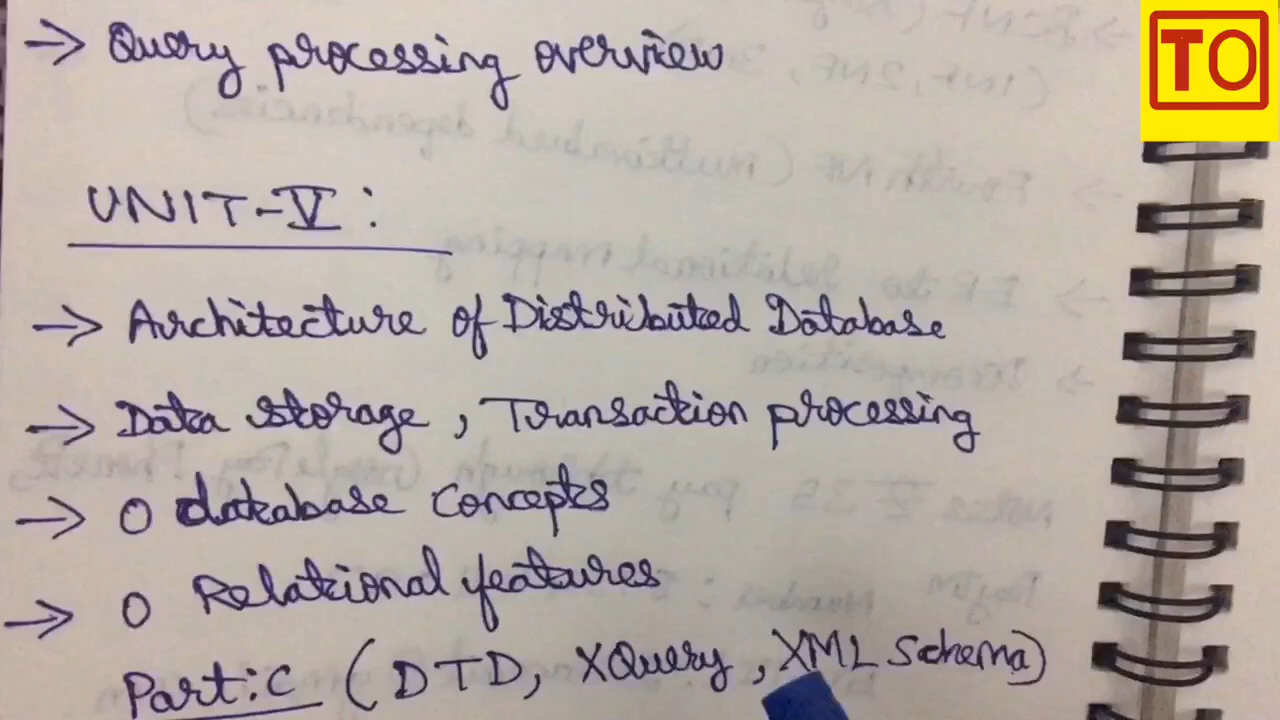 → Query processing overview
TO
UNIT-V:
→ Architecture of Distributed Database
→ Data storage, Transaction processing
→ O database concepts
→ O Relational features
Part:C (DTD, XQuery, XML Schema)